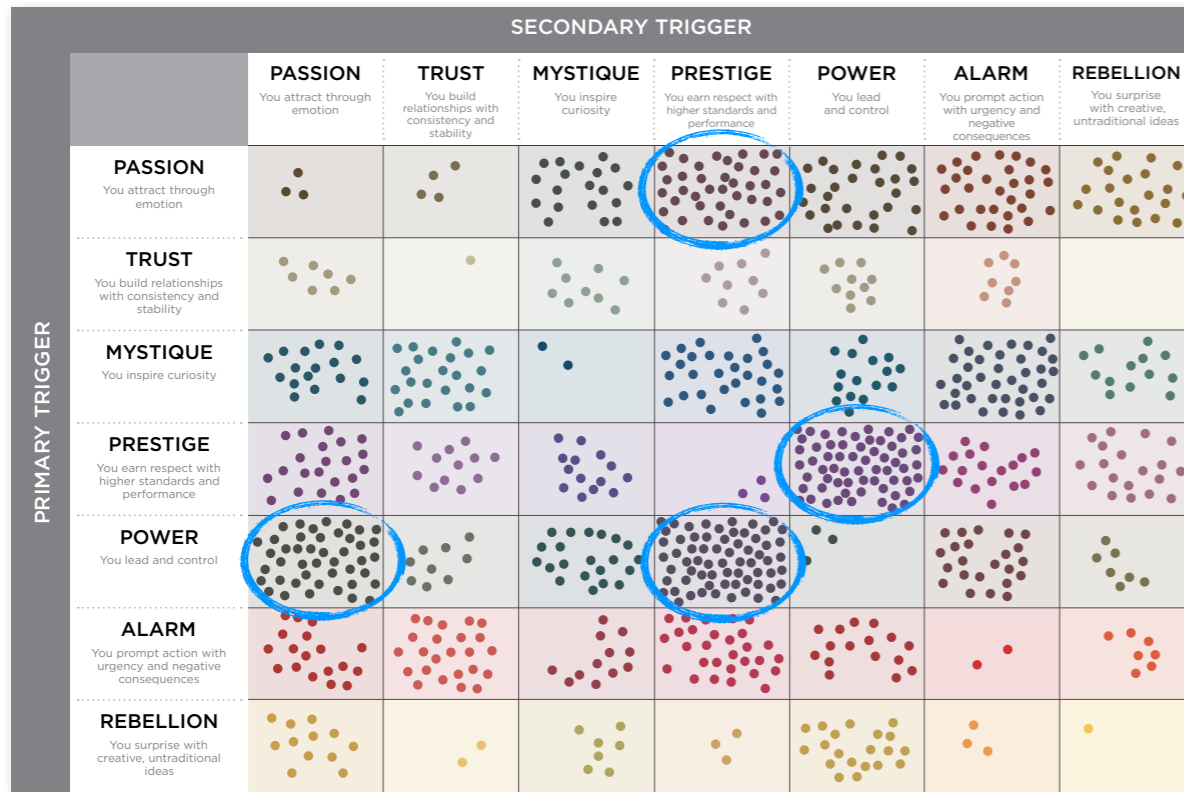 SECONDARY TRIGGER
PASSION
You attract through
emotion
TRUST
You build
relationships with
consistency and
stability
MYSTIQUE
You inspire
curiosity
PRESTIGE
You earn respect with
higher standards and
performance
POWER
You lead
and control
ALARM
You prompt action
with urgency and
negative
consequences
REBELLION
You surprise
with creative,
untraditional ideas
PRIMARY TRIGGER
PASSION
You attract through
emotion
TRUST
You build relationships
with consistency and
stability
MYSTIQUE
You inspire curiosity
PRESTIGE
You earn respect with
higher standards and
performance
POWER
You lead and control
ALARM
You prompt action with
urgency and negative
consequences
REBELLION
You surprise with
creative, untraditional
ideas